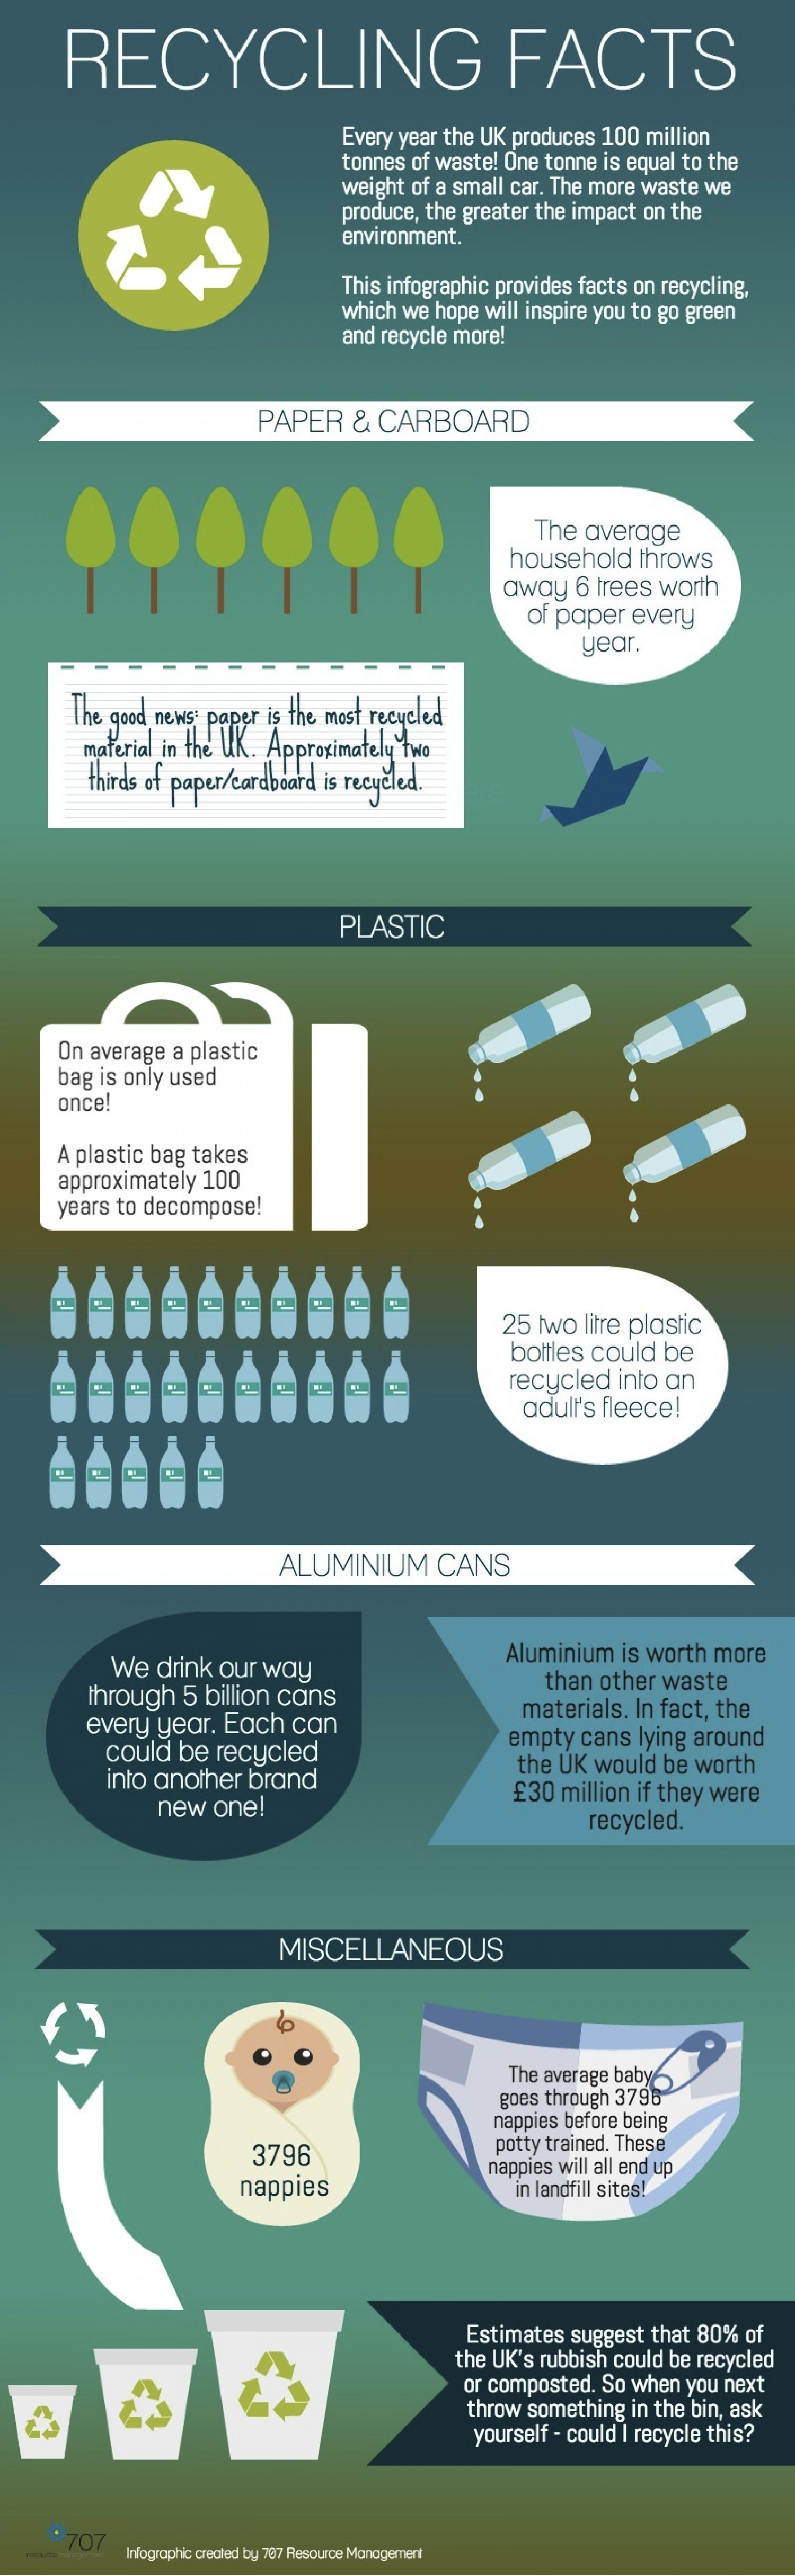 RECYCLING FACTS
Every year the UK produces 100 million
tonnes of waste! One tonne is equal to the
weight of a small car. The more waste we
produce, the greater the impact on the
environment.
This infographic provides facts on recycling,
which we hope will inspire you to go green
and recycle more!
PAPER & CARBOARD
The average
household throws
away 6 trees worth
of paper every
year.
The good news: paper is the most recycled
material in the UK. Approximately two
thirds of paper/cardboard is recycled.
PLASTIC
On average a plastic
bag is only used
once!
A plastic bag takes
approximately 100
years to decompose!
25 two litre plastic
bottles could be
recycled into an
adult's fleece!
ALUMINIUM CANS
We drink our way
through 5 billion cans
every year. Each can
could be recycled
into another brand
new one!
Aluminium is worth more
than other waste
materials. In fact, the
empty cans lying around
the UK would be worth
£30 million if they were
recycled.
MISCELLANEOUS
3796
nappies
The average baby
goes through 3796
nappies before being
potty trained. These
nappies will all end up
in landfill sites!
Estimates suggest that 80% of
the UK's rubbish could be recycled
or composted. So when you next
throw something in the bin, ask
yourself - could I recycle this?
707
Infographic created by 707 Resource Management